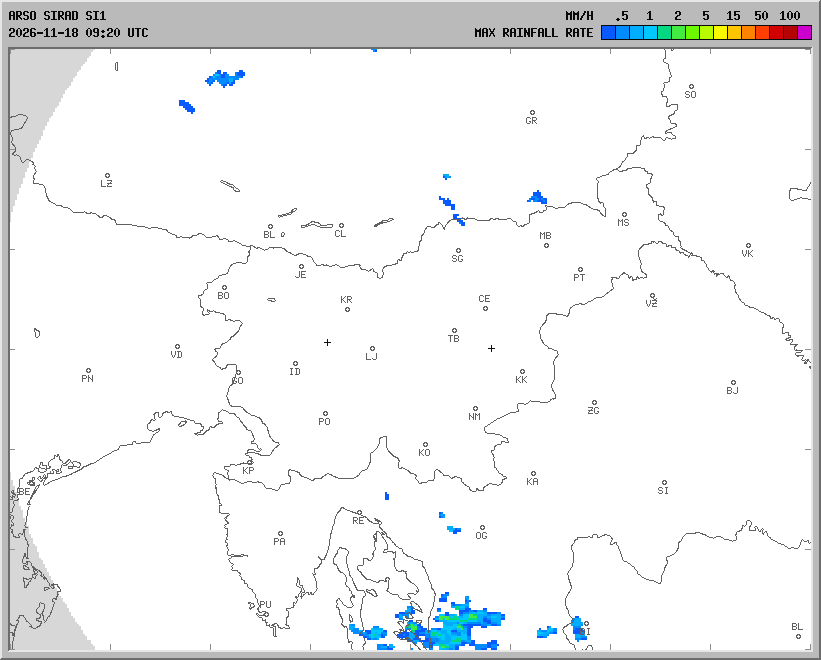 ARSO SIRAD SI1
2026-11-18 09:20 UTC
MM/H .5 1 2 5 15 50 100
MAX RAINFALL RATE
SO
GR
LZ
MS
BL
CL
MB
VK
SG
JE
PT
BO
KR
CE
VZ
TB
VD
LJ
ID
PN
GO
KK
BJ
NM
ZG
PO
KO
KP
KA
BE
SI
RE
PA
OG
PU
BI
BL